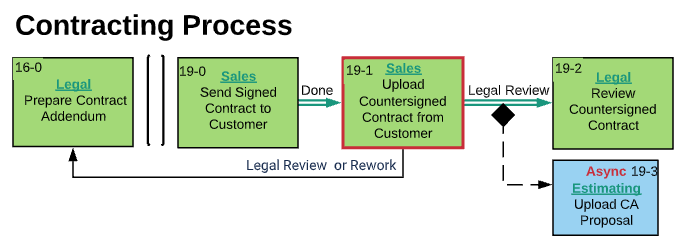 Contracting Process
16-0
Legal
Prepare Contract
Addendum
19-0
Sales
Send Signed
Contract to
Customer
Done
19-1
Sales
Upload
Countersigned
Contract from
Customer
Legal Review
19-2
Legal
Review
Countersigned
Contract
Legal Review or Rework
Async 19-3
Estimating
Upload CA
Proposal